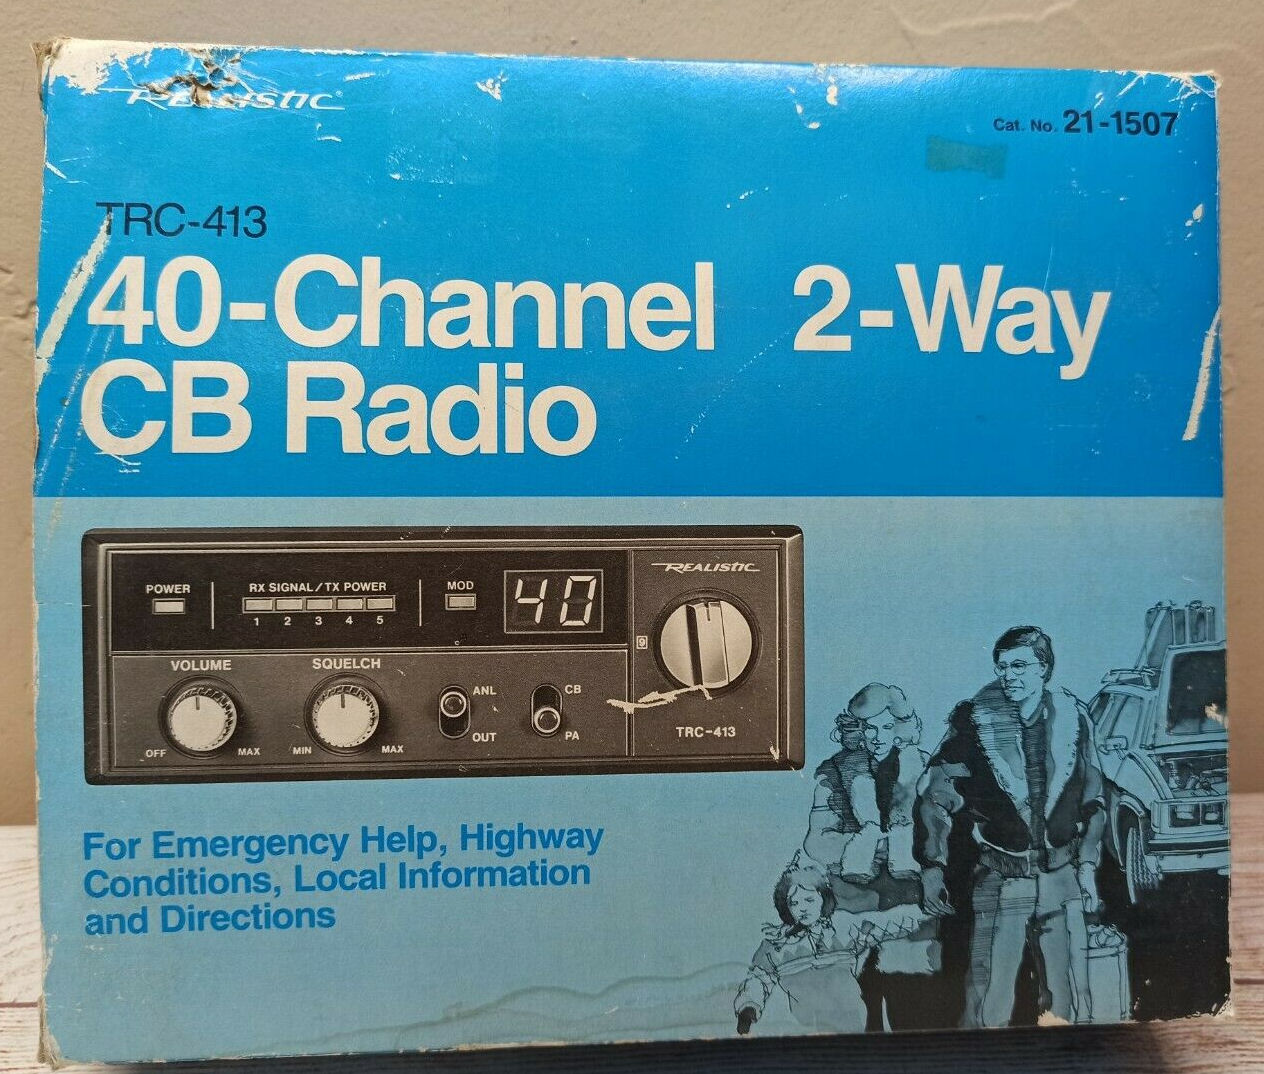 REALISTIC
Cat. No. 21-1507
TRC-413
40-Channel 2-Way
CB Radio
REALISTIC
POWER
RX SIGNAL/TX POWER
MOD
40
1 2 3 4 5
9
VOLUME
SQUELCH
ANL
CB
OUT
PA
TRC-413
OFF
MAX
MIN
MAX
For Emergency Help, Highway
Conditions, Local Information
and Directions